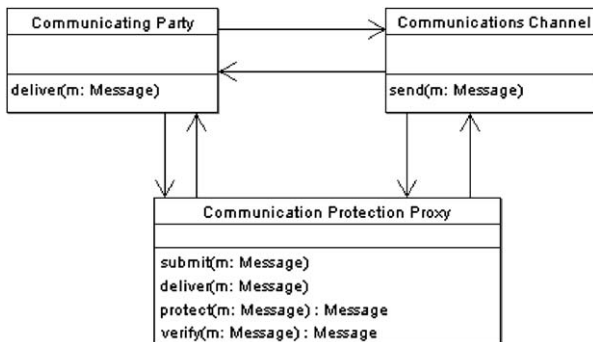 Communicating Party
Communications Channel
deliver(m: Message)
send(m: Message)
Communication Protection Proxy
submit(m: Message)
deliver(m: Message)
protect(m: Message) : Message
verify(m: Message) : Message